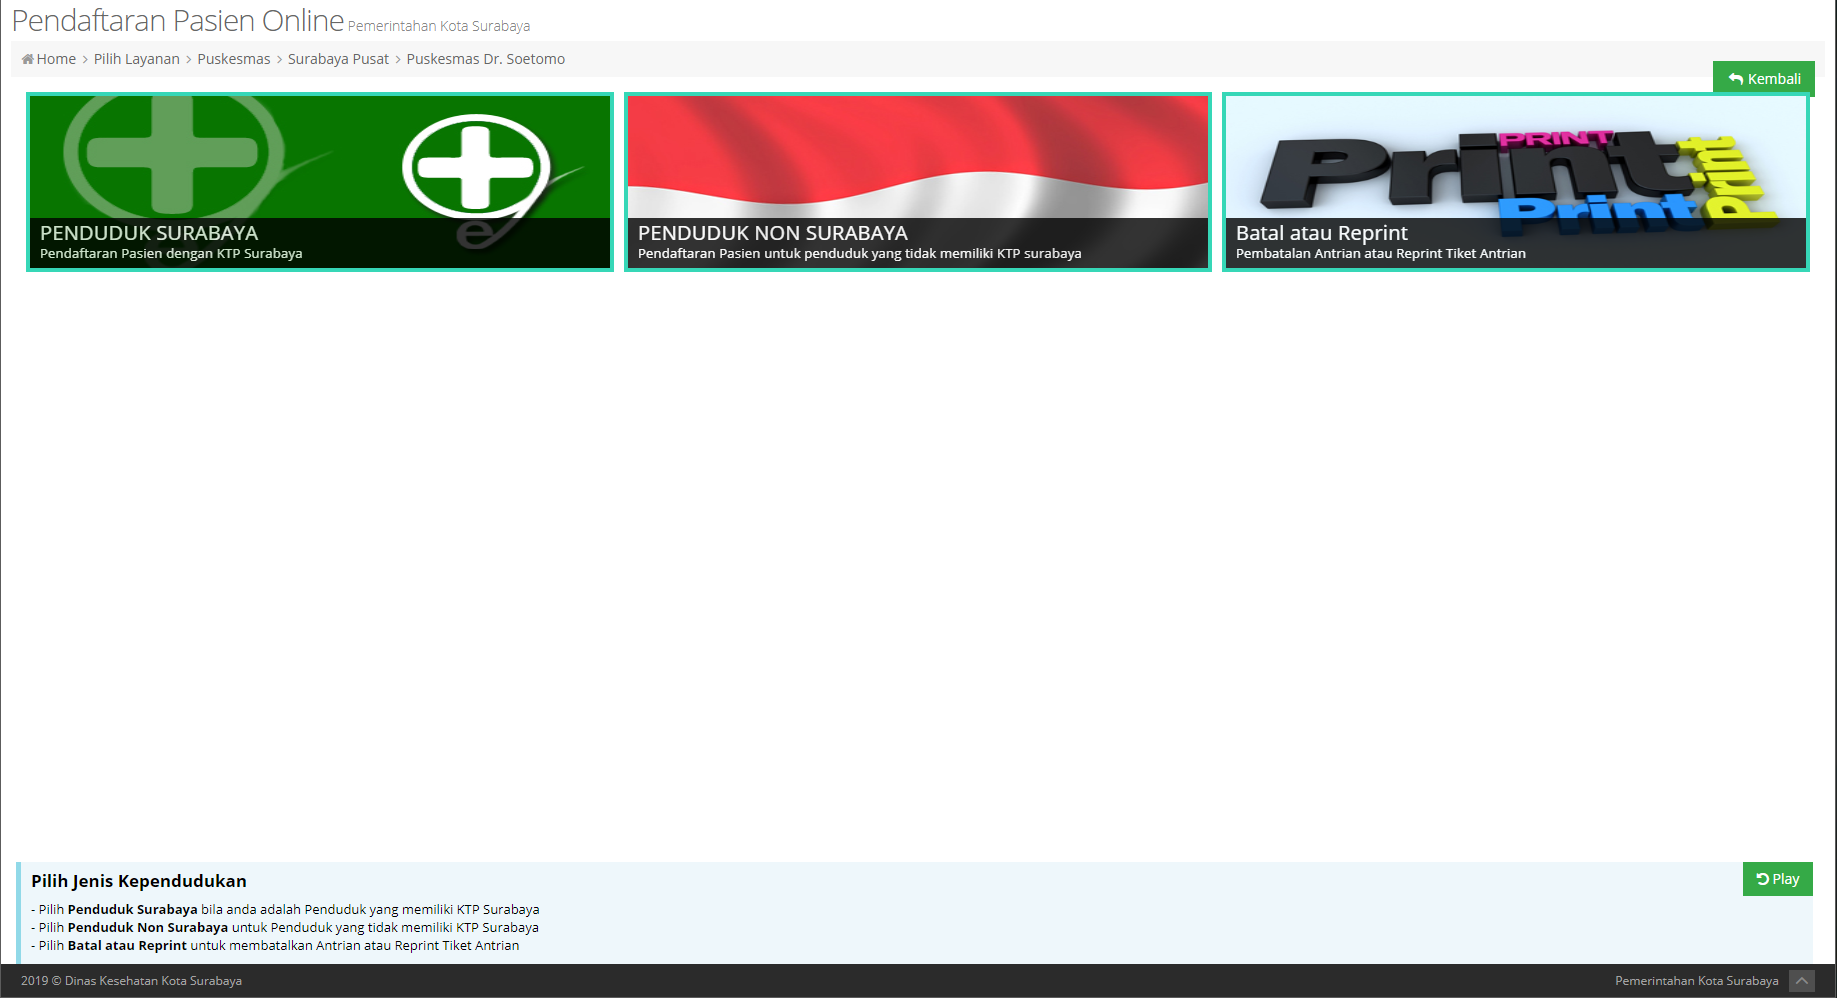 Pendaftaran Pasien Online Pemerintahan Kota Surabaya
Home > Pilih Layanan > Puskesmas > Surabaya Pusat > Puskesmas Dr. Soetomo
Kembali
e
PENDUDUK SURABAYA
Pendaftaran Pasien dengan KTP Surabaya
PENDUDUK NON SURABAYA
Pendaftaran Pasien untuk penduduk yang tidak memiliki KTP surabaya
Print
PRINT
Print
Print
Batal atau Reprint
Pembatalan Antrian atau Reprint Tiket Antrian
Pilih Jenis Kependudukan
Play
- Pilih Penduduk Surabaya bila anda adalah Penduduk yang memiliki KTP Surabaya
- Pilih Penduduk Non Surabaya untuk Penduduk yang tidak memiliki KTP Surabaya
- Pilih Batal atau Reprint untuk membatalkan Antrian atau Reprint Tiket Antrian
2019 © Dinas Kesehatan Kota Surabaya
Pemerintahan Kota Surabaya